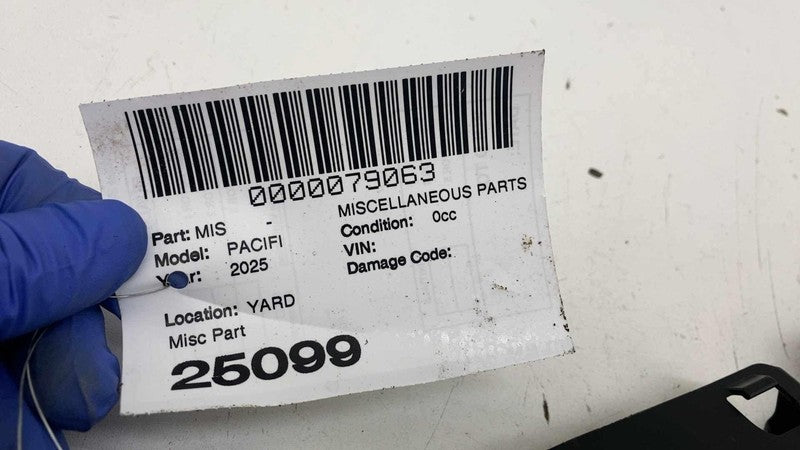 0000079063
MISCELLANEOUS PARTS
Part: MIS -
Condition: 0cc
Model: PACIFI
VIN:
Year: 2025
Damage Code:
Location: YARD
Misc Part
25099